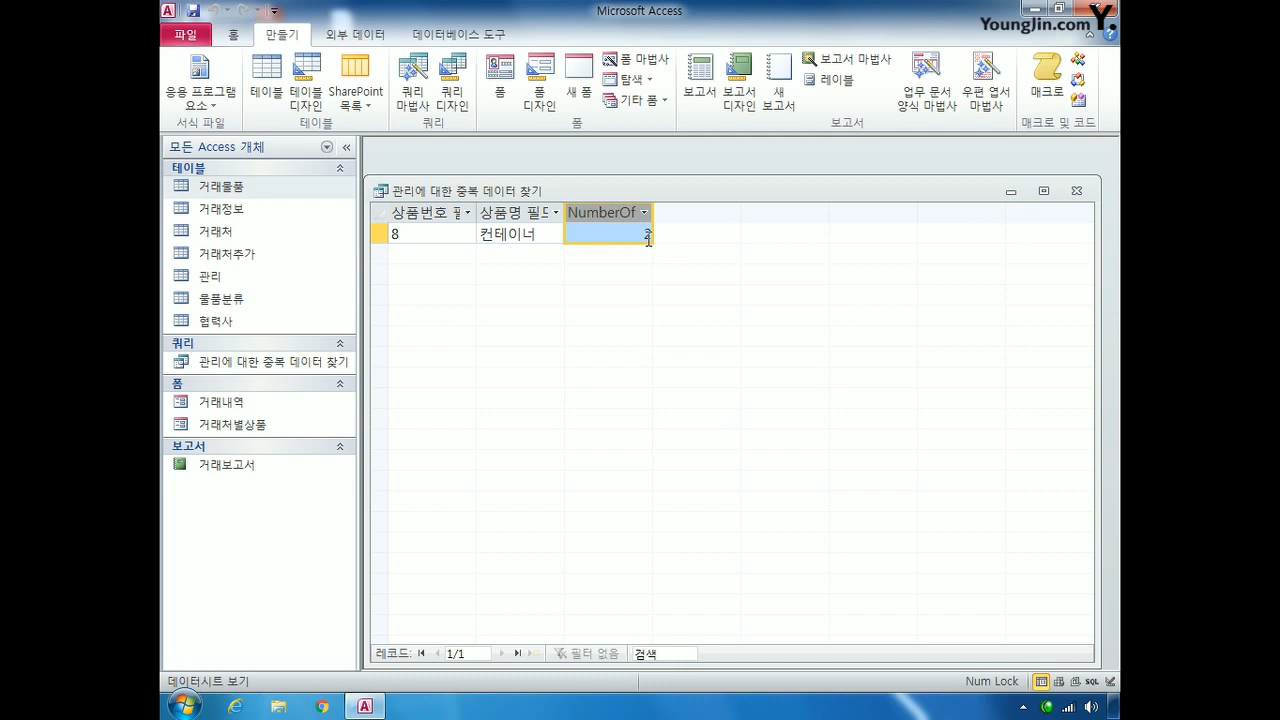 Microsoft Access
Younglin.com Y.
파일 홈 만들기 외부 데이터 데이터베이스 도구
응용 프로그램 요소
테이블
테이블 디자인
SharePoint 목록
쿼리 마법사
쿼리 디자인
폼
폼 디자인
새 폼
폼 마법사
탐색
기타 폼
보고서
보고서 디자인
새 보고서
보고서 마법사
레이블
업무 문서 양식 마법사
우편 엽서 마법사
매크로
서식 파일 테이블 쿼리 폼 보고서 매크로 및 코드
모든 Access 개체
테이블
거래물품
거래정보
거래처
거래처추가
관리
물품분류
협력사
쿼리
관리에 대한 중복 데이터 찾기
폼
거래내역
거래처별상품
보고서
거래보고서
관리에 대한 중복 데이터 찾기
상품번호 상품명 필드 NumberOf
8 컨테이너 2
레코드: 1/1 필터 없음 검색
데이터시트 보기 Num Lock SQL